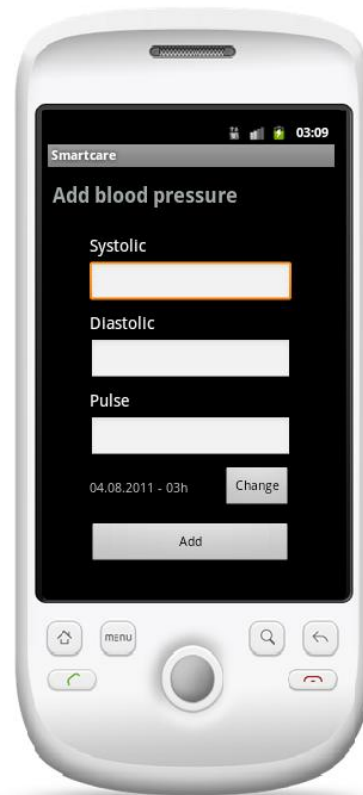 03:09
Smartcare
Add blood pressure
Systolic
Diastolic
Pulse
04.08.2011 - 03h Change
Add
menu